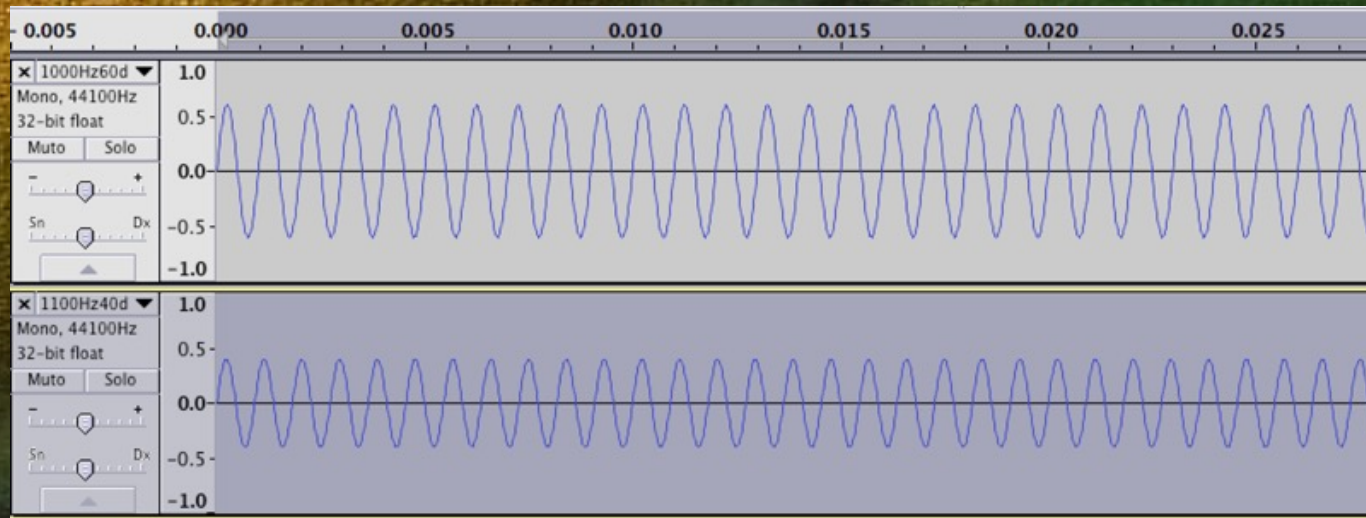 - 0.005 0.000 0.005 0.010 0.015 0.020 0.025
× 1000Hz60d ▼ 1.0
Mono, 44100Hz
32-bit float 0.5-
Muto Solo
- + 0.0-
Sn Dx -0.5-
-1.0
× 1100Hz40d ▼ 1.0
Mono, 44100Hz
32-bit float 0.5-
Muto Solo
- + 0.0-
Sn Dx -0.5-
-1.0